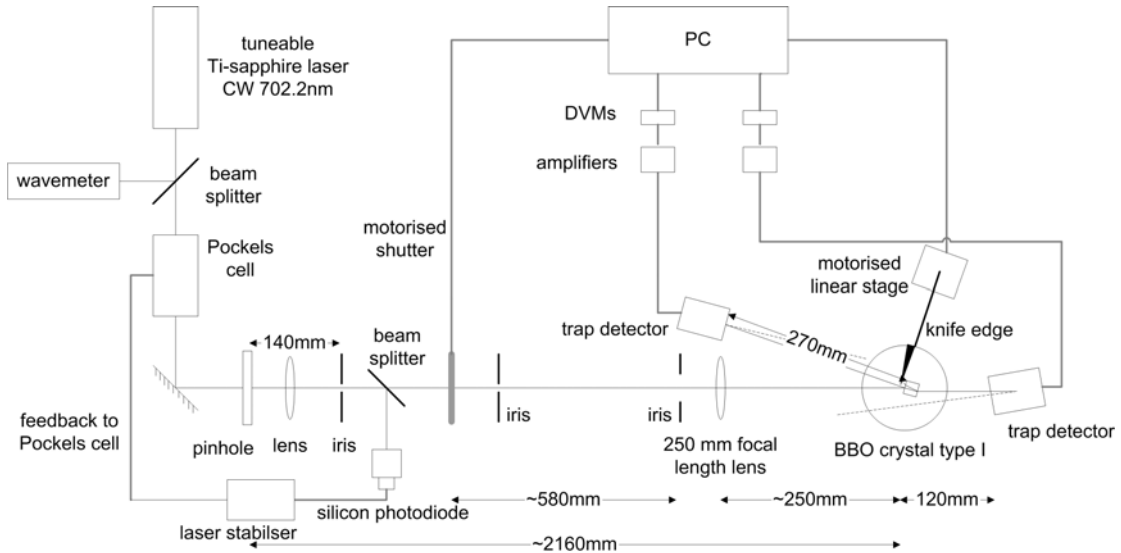 tuneable
Ti-sapphire laser
CW 702.2nm
PC
DVMs
amplifiers
wavemeter
beam
splitter
Pockels
cell
motorised
shutter
motorised
linear stage
trap detector
knife edge
270mm
140mm
beam
splitter
feedback to
Pockels cell
pinhole
lens
iris
iris
iris
250 mm focal
length lens
BBO crystal type I
trap detector
silicon photodiode
laser stabilser
~580mm
~250mm
120mm
~2160mm